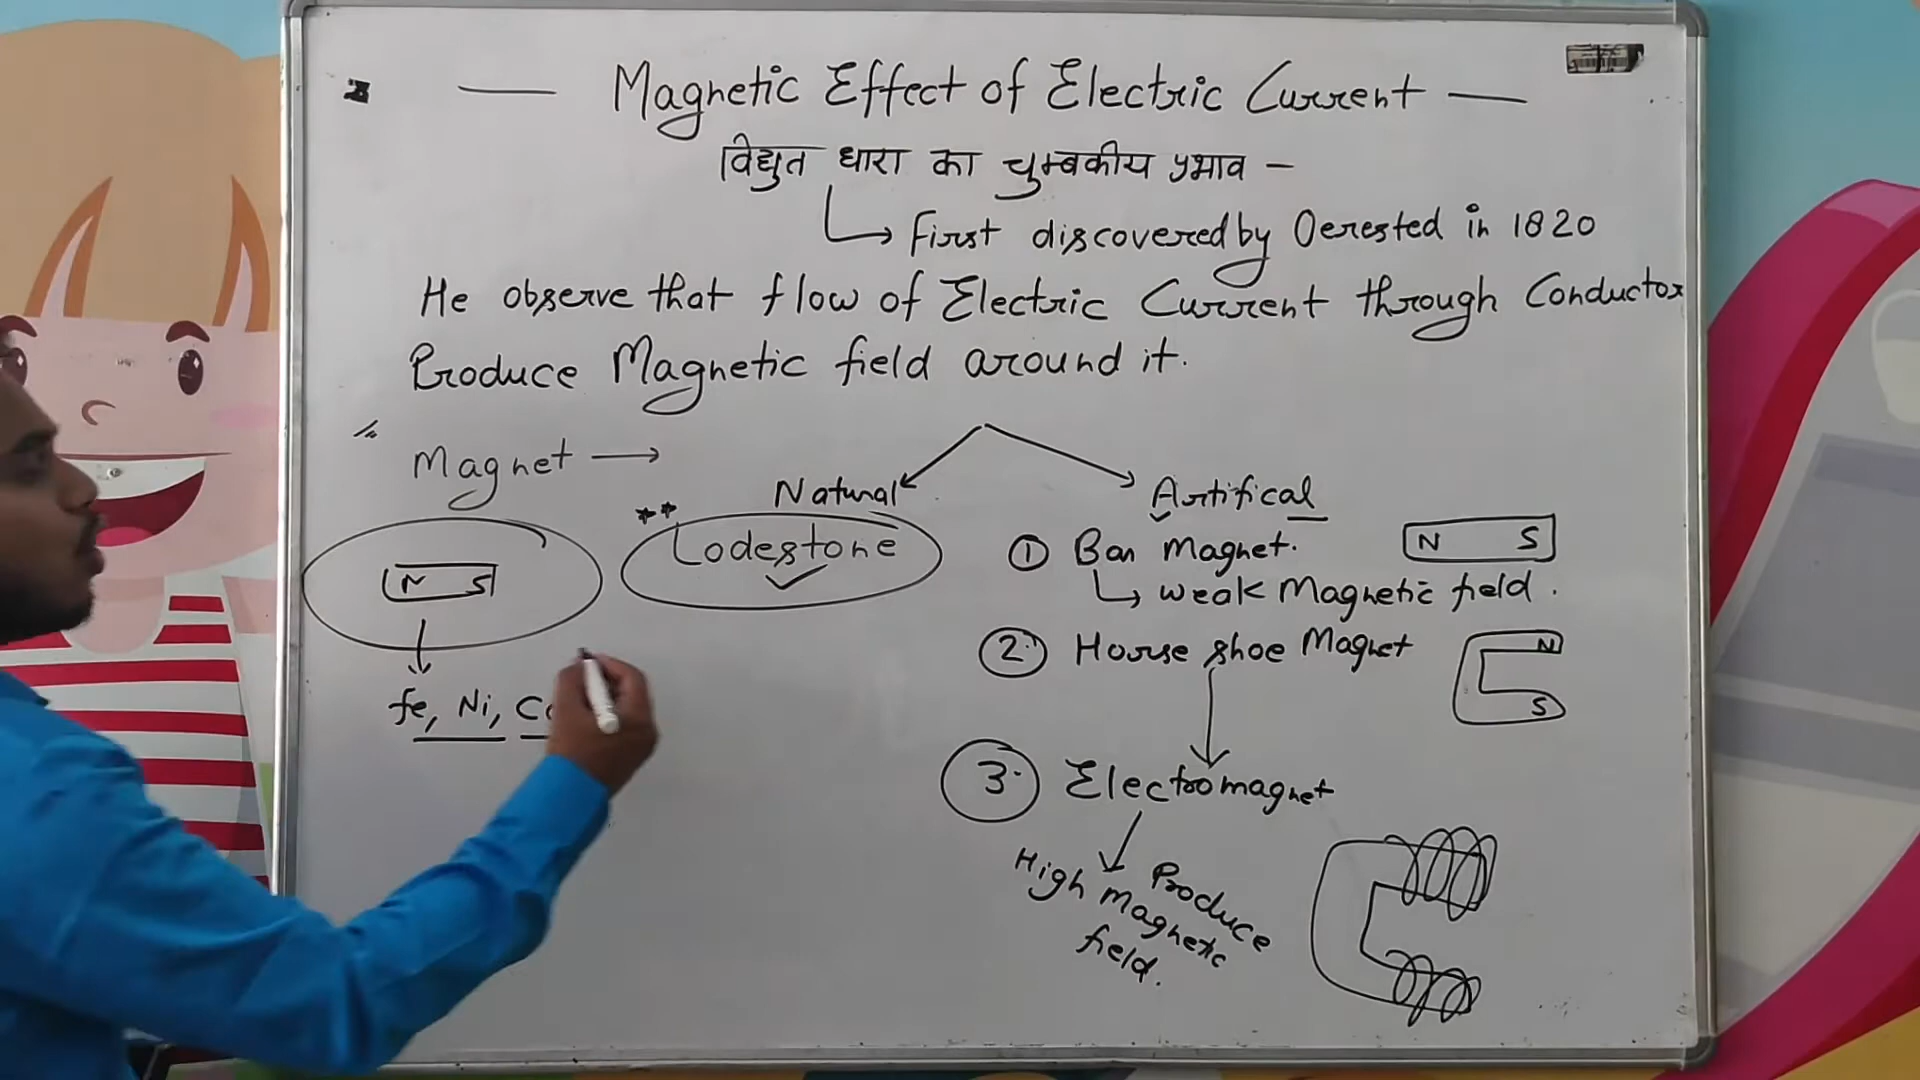 Magnetic Effect of Electric Current
विद्युत धारा का चुम्बकीय प्रभाव -
First discovered by Oerested in 1820
He observe that flow of Electric Current through Conductor
Produce Magnetic field around it.
Magnet
Natural
Artifical
** Lodestone
N S
Fe, Ni,
① Bar Magnet.
N S
weak Magnetic field.
2. Hourse shoe Magnet
N
S
3. Electromagnet
Produce
High Magnetic
field.